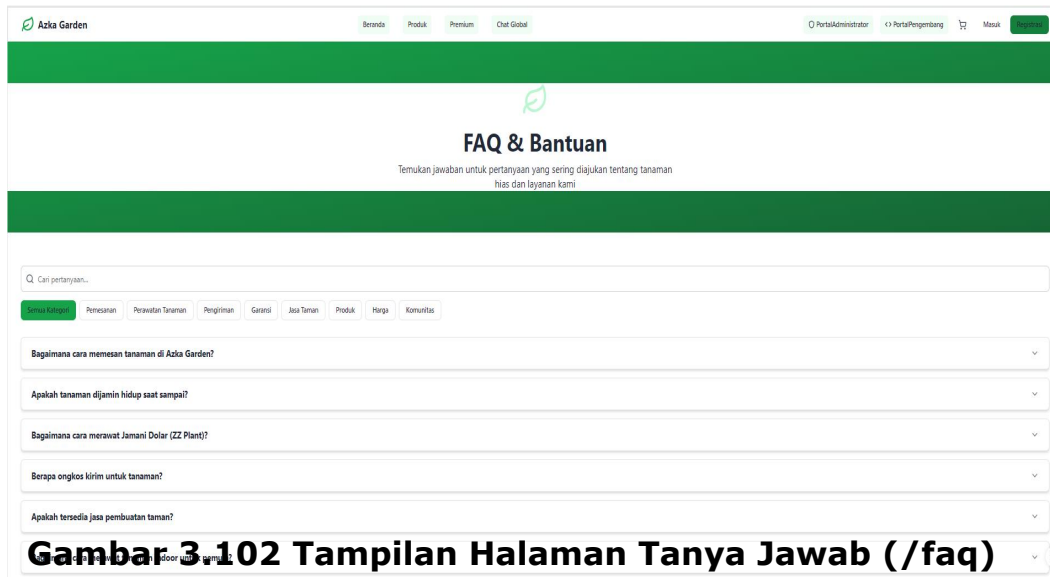 Azka Garden Beranda Produk Premium Chat Global PortalAdministrator <> PortalPengembang Masuk Registrasi
FAQ & Bantuan
Temukan jawaban untuk pertanyaan yang sering diajukan tentang tanaman
hias dan layanan kami
Cari pertanyaan...
Semua Kategori Pemesanan Perawatan Tanaman Pengiriman Garansi Jasa Taman Produk Harga Komunitas
Bagaimana cara memesan tanaman di Azka Garden?
Apakah tanaman dijamin hidup saat sampai?
Bagaimana cara merawat Jamani Dolar (ZZ Plant)?
Berapa ongkos kirim untuk tanaman?
Apakah tersedia jasa pembuatan taman?
Gambar 3.102 Tampilan Halaman Tanya Jawab (/faq)